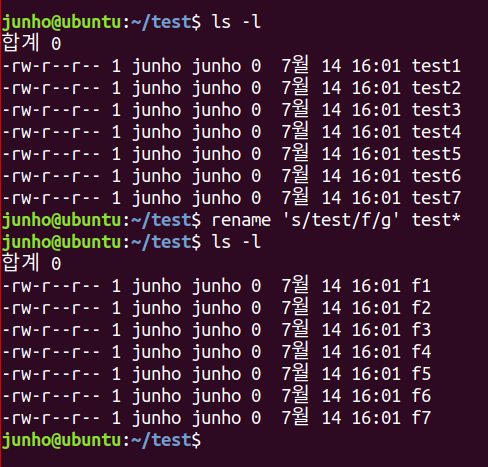 junho@ubuntu:~/test$ ls -l
합계 0
-rw-r--r-- 1 junho junho 0  7월 14 16:01 test1
-rw-r--r-- 1 junho junho 0  7월 14 16:01 test2
-rw-r--r-- 1 junho junho 0  7월 14 16:01 test3
-rw-r--r-- 1 junho junho 0  7월 14 16:01 test4
-rw-r--r-- 1 junho junho 0  7월 14 16:01 test5
-rw-r--r-- 1 junho junho 0  7월 14 16:01 test6
-rw-r--r-- 1 junho junho 0  7월 14 16:01 test7
junho@ubuntu:~/test$ rename 's/test/f/g' test*
junho@ubuntu:~/test$ ls -l
합계 0
-rw-r--r-- 1 junho junho 0  7월 14 16:01 f1
-rw-r--r-- 1 junho junho 0  7월 14 16:01 f2
-rw-r--r-- 1 junho junho 0  7월 14 16:01 f3
-rw-r--r-- 1 junho junho 0  7월 14 16:01 f4
-rw-r--r-- 1 junho junho 0  7월 14 16:01 f5
-rw-r--r-- 1 junho junho 0  7월 14 16:01 f6
-rw-r--r-- 1 junho junho 0  7월 14 16:01 f7
junho@ubuntu:~/test$